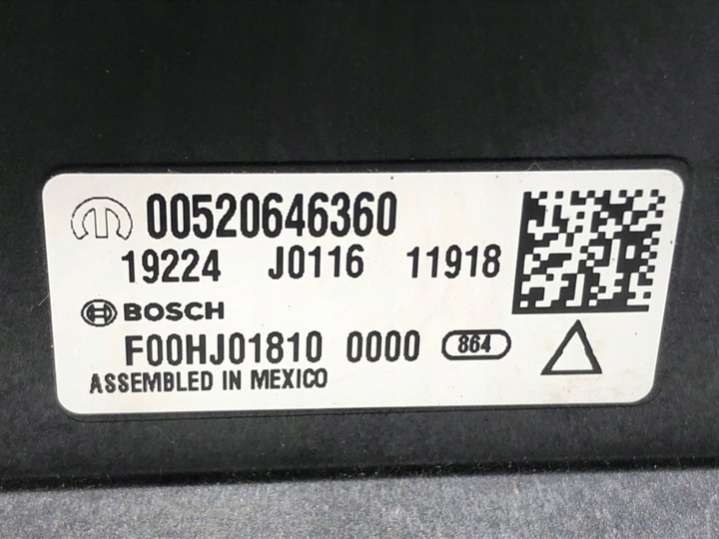 00520646360
19224 J0116 11918
BOSCH
F00HJ01810 0000 864
ASSEMBLED IN MEXICO